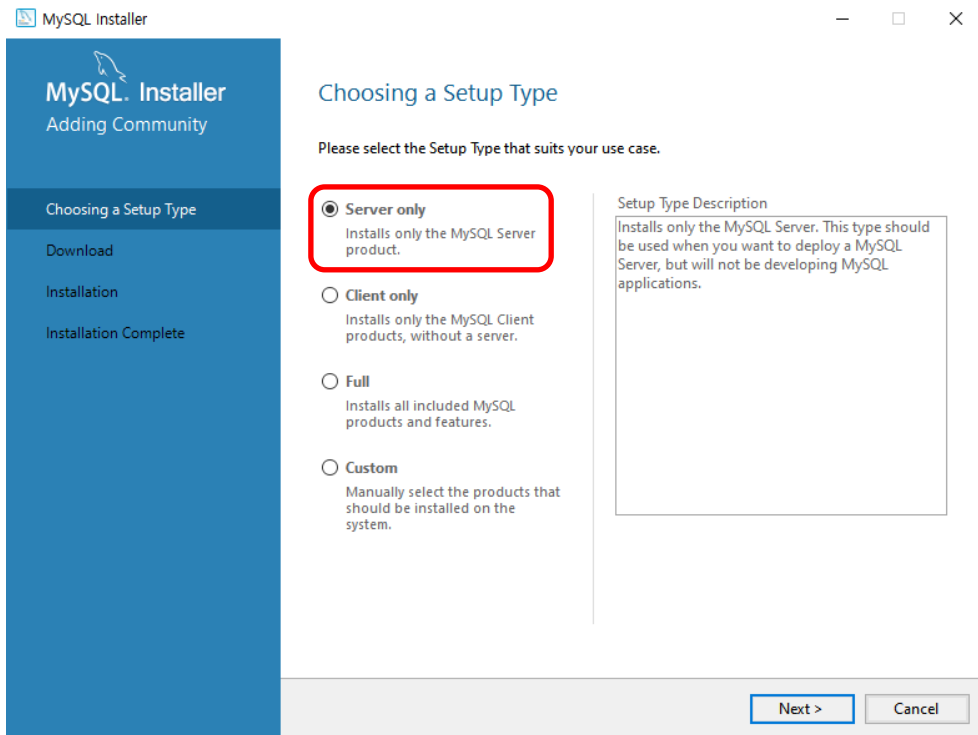 MySQL Installer
MySQL. Installer
Adding Community
Choosing a Setup Type
Download
Installation
Installation Complete
Choosing a Setup Type
Please select the Setup Type that suits your use case.
Server only
Installs only the MySQL Server
product.
Client only
Installs only the MySQL Client
products, without a server.
Full
Installs all included MySQL
products and features.
Custom
Manually select the products that
should be installed on the
system.
Setup Type Description
Installs only the MySQL Server. This type should
be used when you want to deploy a MySQL
Server, but will not be developing MySQL
applications.
Next >
Cancel